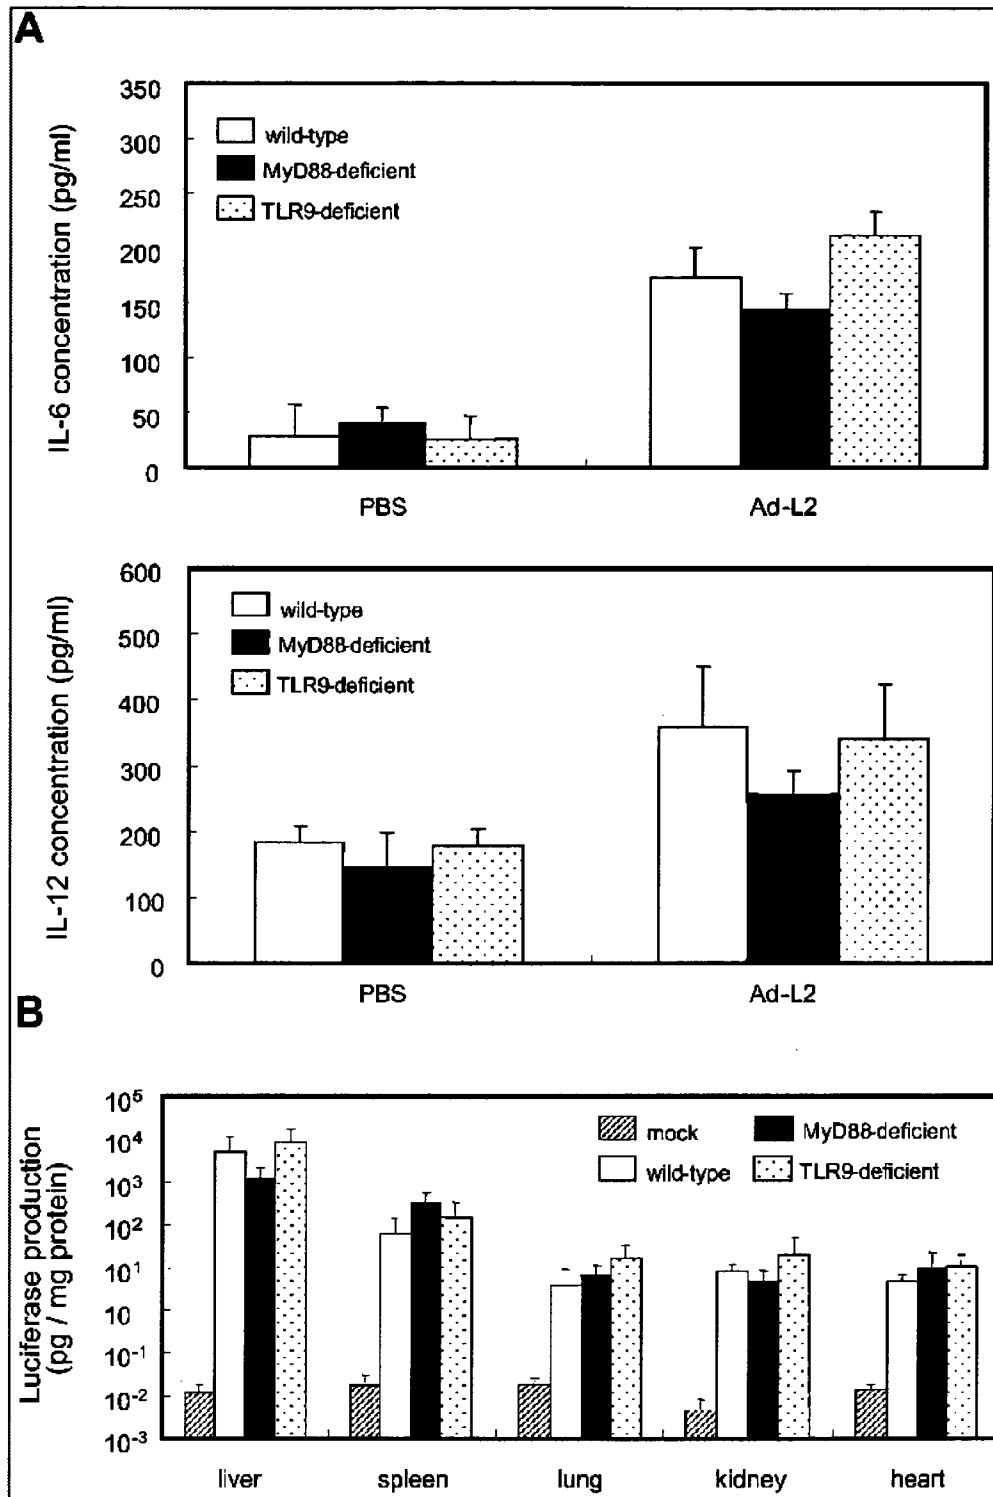 A
350
300
250
200
150
100
50
0
IL-6 concentration (pg/ml)
wild-type
MyD88-deficient
TLR9-deficient
PBS Ad-L2
600
500
400
300
200
100
0
IL-12 concentration (pg/ml)
wild-type
MyD88-deficient
TLR9-deficient
PBS Ad-L2
B
10⁵
10⁴
10³
10²
10¹
10
10⁻¹
10⁻²
10⁻³
Luciferase production
(pg / mg protein)
mock MyD88-deficient
wild-type TLR9-deficient
liver spleen lung kidney heart